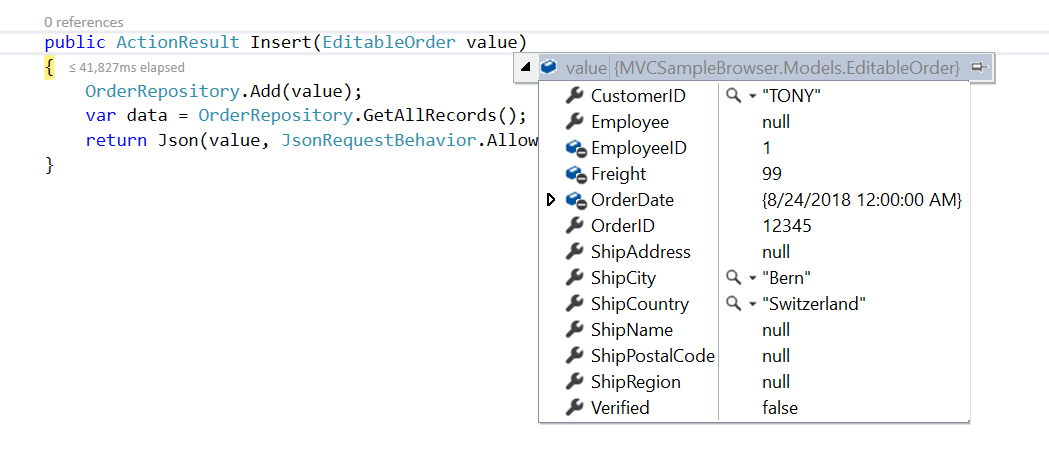 0 references
public ActionResult Insert(EditableOrder value)
{ ≤ 41,827ms elapsed
value {MVCSampleBrowser.Models.EditableOrder}
OrderRepository.Add(value);
var data = OrderRepository.GetAllRecords();
return Json(value, JsonRequestBehavior.Allow
}
CustomerID "TONY"
Employee null
EmployeeID 1
Freight 99
OrderDate {8/24/2018 12:00:00 AM}
OrderID 12345
ShipAddress null
ShipCity "Bern"
ShipCountry "Switzerland"
ShipName null
ShipPostalCode null
ShipRegion null
Verified false